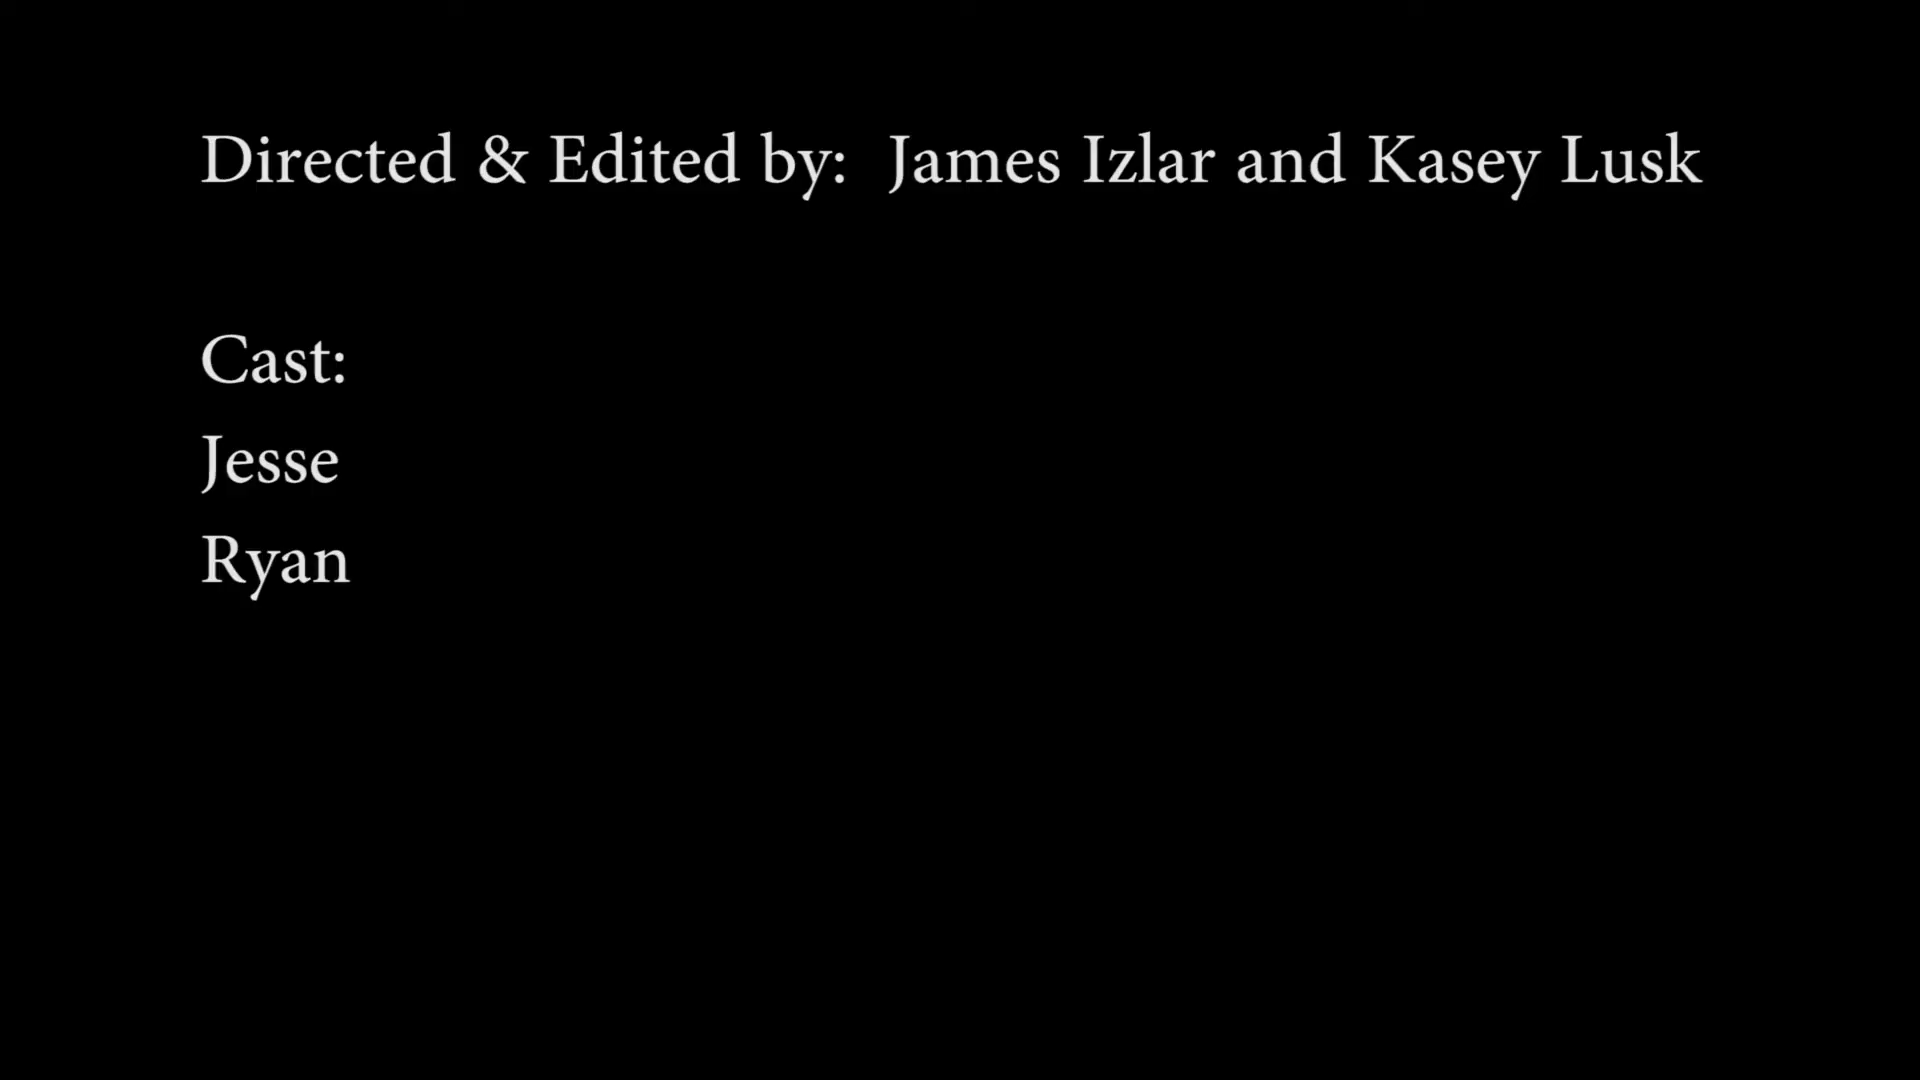 Directed & Edited by:  James Izlar and Kasey Lusk
Cast:
Jesse
Ryan